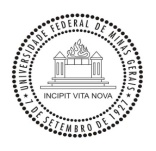 UNIVERSIDADE FEDERAL DE MINAS GERAIS
INCIPIT VITA NOVA
7 DE SETEMBRO DE 1927